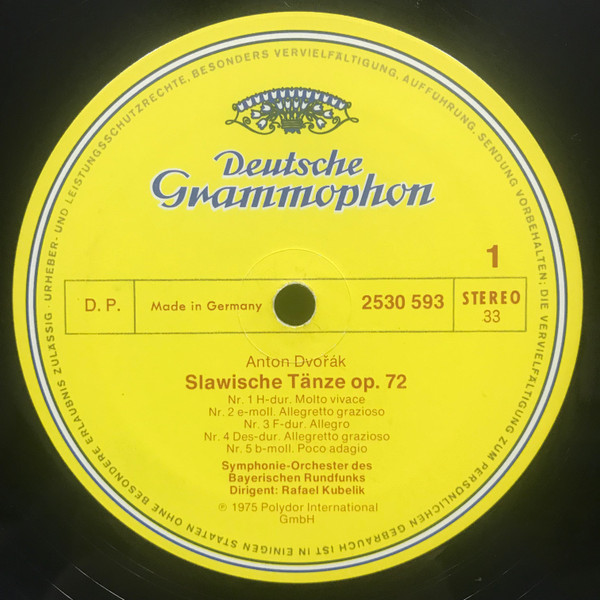 URHEBER- UND LEISTUNGSSCHUTZRECHTE, BESONDERS VERVIELFÄLTIGUNG, AUFFÜHRUNG, SENDUNG VORBEHALTEN; DIE VERVIELFÄLTIGUNG ZUM PERSÖNLICHEN GEBRAUCH IST IN EINIGEN STAATEN OHNE BESONDERE ERLAUBNIS ZULÄSSIG ·
Deutsche
Grammophon
1
D. P. Made in Germany 2530 593 STEREO
33
Anton Dvořák
Slawische Tänze op. 72
Nr. 1 H-dur. Molto vivace
Nr. 2 e-moll. Allegretto grazioso
Nr. 3 F-dur. Allegro
Nr. 4 Des-dur. Allegretto grazioso
Nr. 5 b-moll. Poco adagio
Symphonie-Orchester des
Bayerischen Rundfunks
Dirigent: Rafael Kubelik
℗ 1975 Polydor International
GmbH